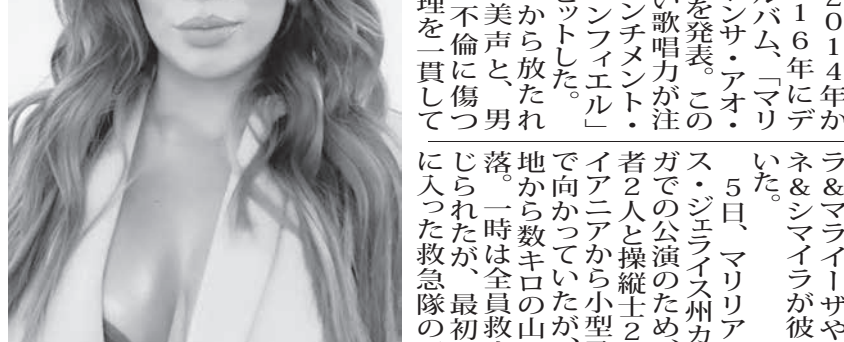 2014年か
16年にデ
ルバム、「マリ
ンサ・アオ・
を発表。この
い歌唱力が注
ンチメント・
ンフィエル」
ヒットした。
から放たれ
美声と、男
不倫に傷つ
理を一貫して
ラ&マライーザや
ネ&シマイラが彼
いた。
5日、マリリア
ス・ジェライス州カ
ガでの公演のため、
者2人と操縦士2
イアニアから小型
で向かっていたが、
地から数キロの山
落。一時は全員救
じられたが、最初
に入った救急隊の